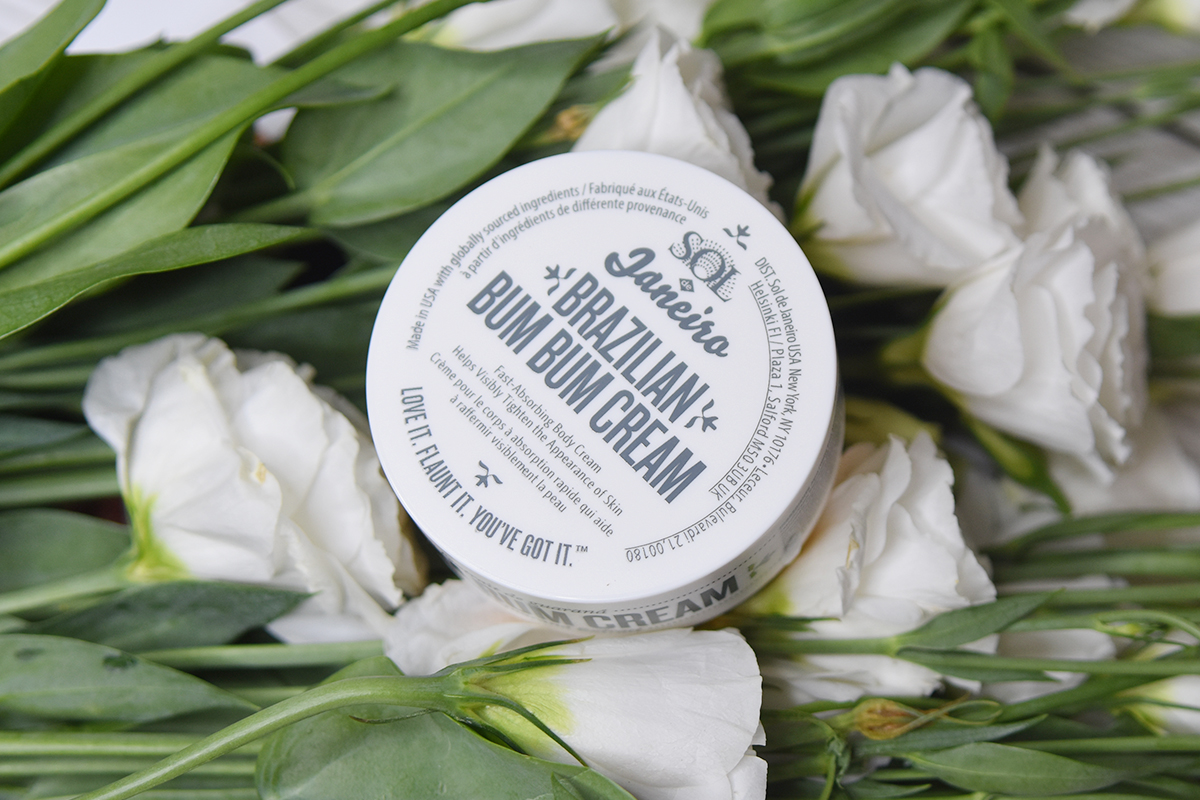 Made in USA with globally sourced ingredients / Fabriqué aux États-Unis
à partir d'ingrédients de différente provenance
SOL
de
Janeiro
BRAZILIAN
BUM BUM CREAM
Fast-Absorbing Body Cream
Helps Visibly Tighten the Appearance of Skin
Crème pour le corps à absorption rapide qui aide
à raffermir visiblement la peau
LOVE IT. FLAUNT IT. YOU'VE GOT IT.™
DIST. Sol de Janeiro USA New York, NY 10176 • Leceur, Bulevardi 21, 00180
Helsinki FI / Plaza 1, Salford M50 3UB UK
BUM CREAM